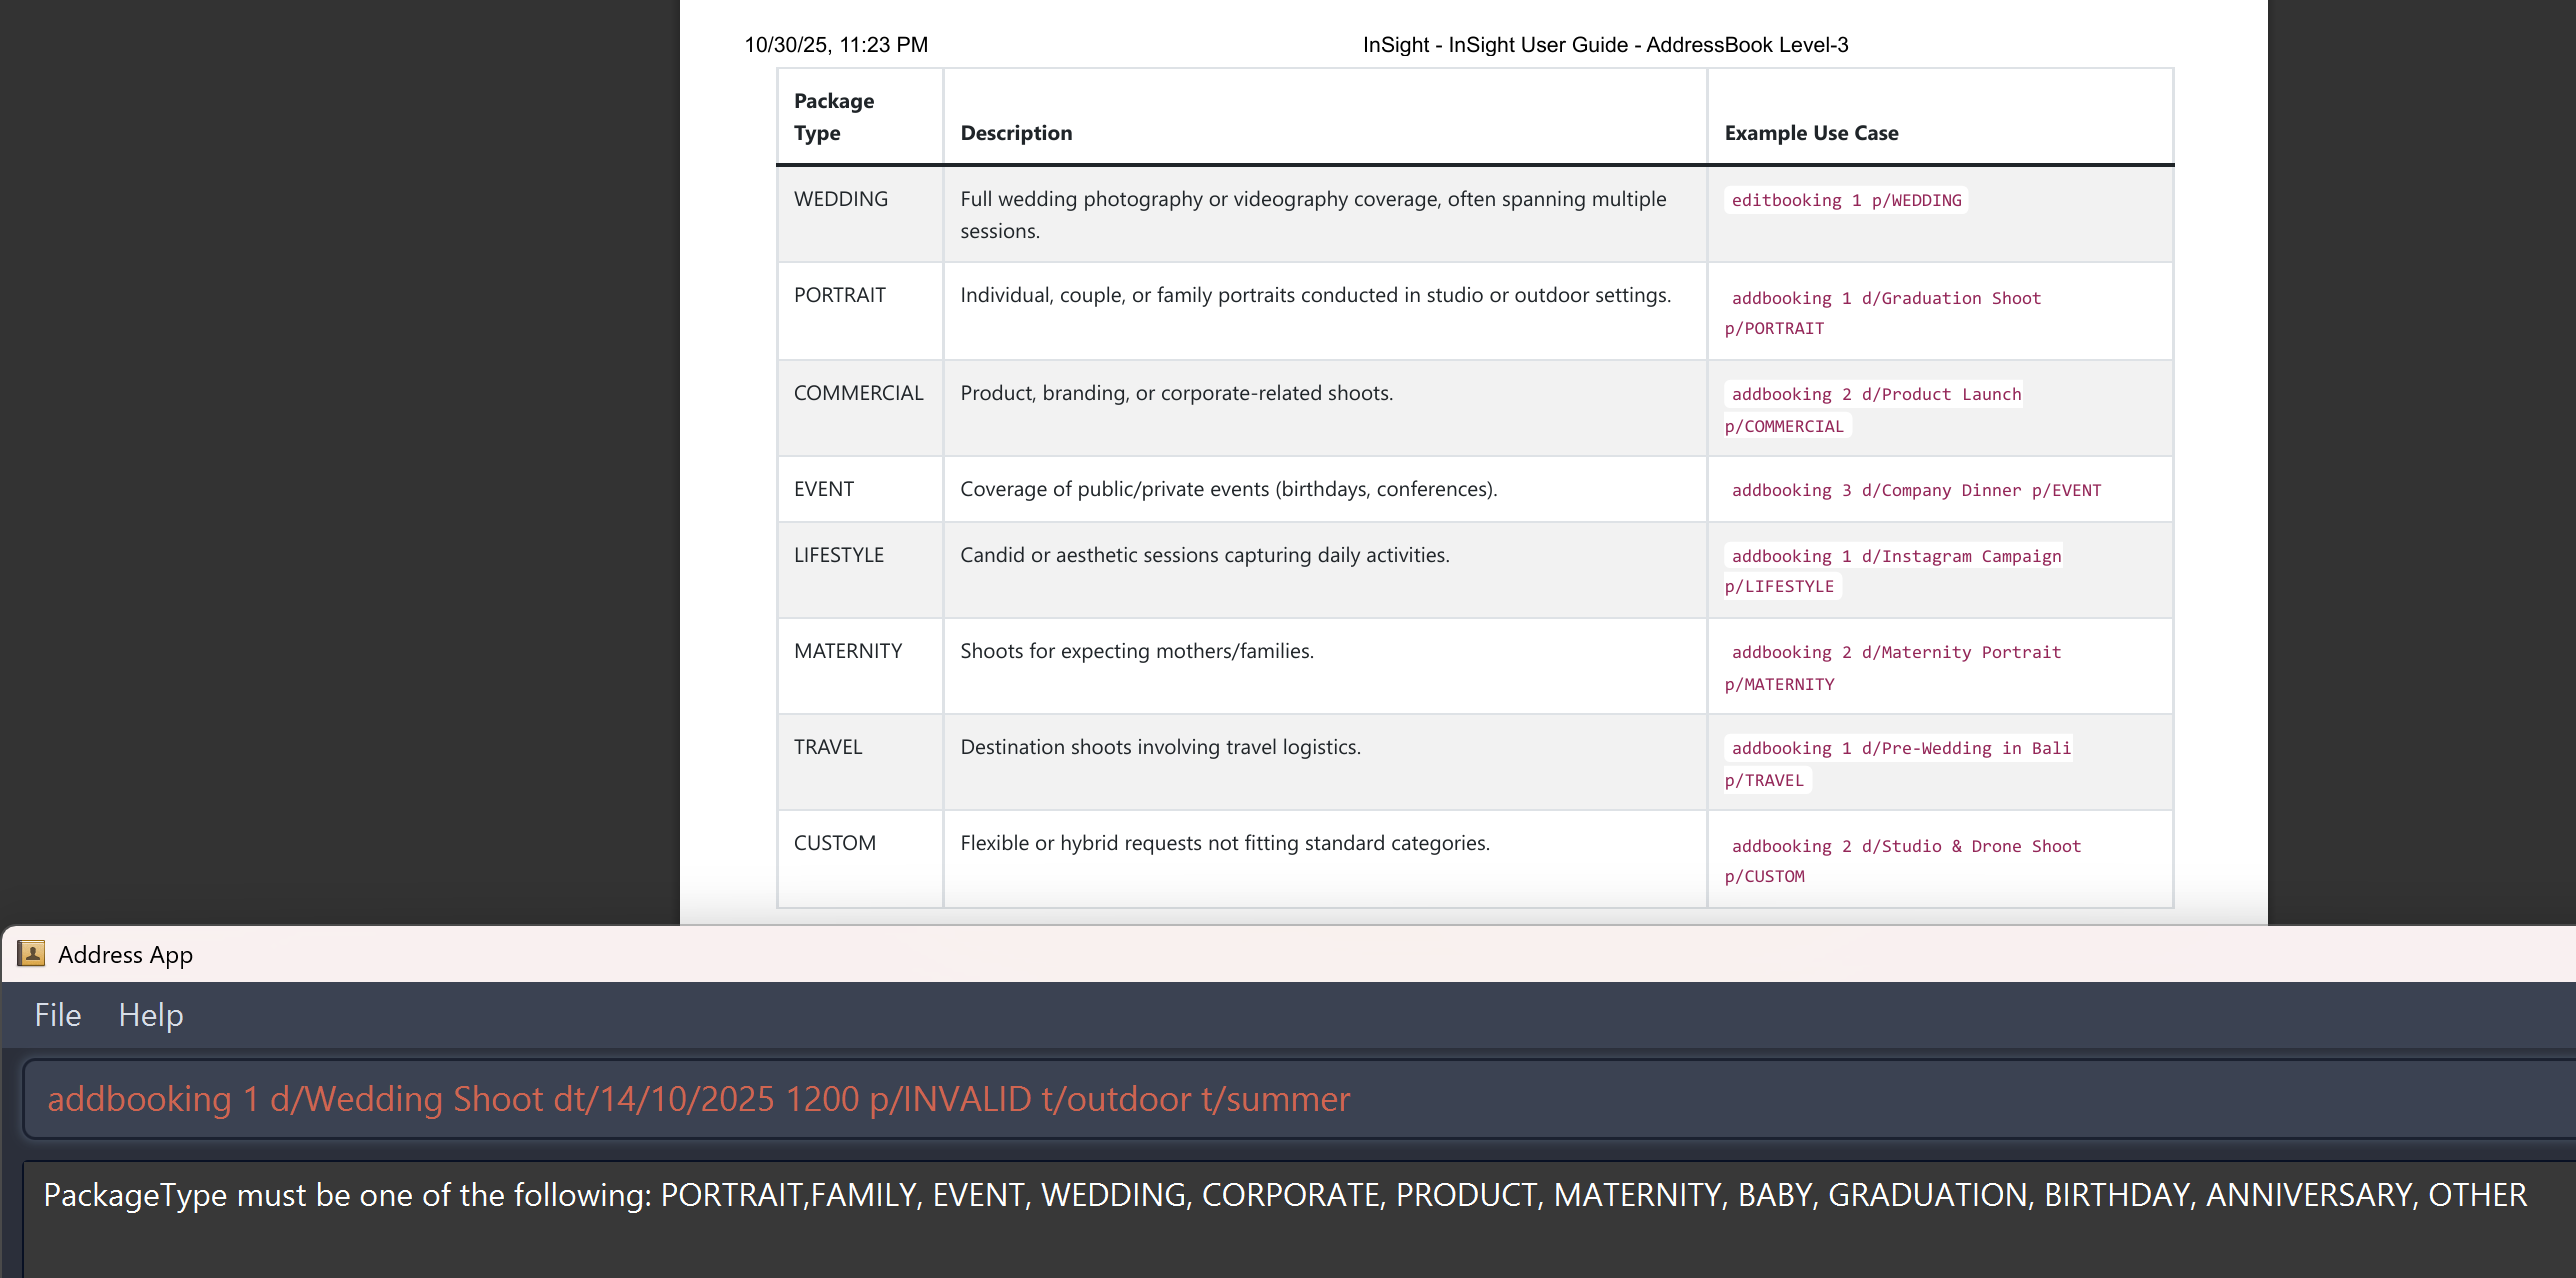 10/30/25, 11:23 PM
InSight - InSight User Guide - AddressBook Level-3
Package
Type
Description
Example Use Case
WEDDING
Full wedding photography or videography coverage, often spanning multiple
sessions.
editbooking 1 p/WEDDING
PORTRAIT
Individual, couple, or family portraits conducted in studio or outdoor settings.
addbooking 1 d/Graduation Shoot
p/PORTRAIT
COMMERCIAL
Product, branding, or corporate-related shoots.
addbooking 2 d/Product Launch
p/COMMERCIAL
EVENT
Coverage of public/private events (birthdays, conferences).
addbooking 3 d/Company Dinner p/EVENT
LIFESTYLE
Candid or aesthetic sessions capturing daily activities.
addbooking 1 d/Instagram Campaign
p/LIFESTYLE
MATERNITY
Shoots for expecting mothers/families.
addbooking 2 d/Maternity Portrait
p/MATERNITY
TRAVEL
Destination shoots involving travel logistics.
addbooking 1 d/Pre-Wedding in Bali
p/TRAVEL
CUSTOM
Flexible or hybrid requests not fitting standard categories.
addbooking 2 d/Studio & Drone Shoot
p/CUSTOM
Address App
File Help
addbooking 1 d/Wedding Shoot dt/14/10/2025 1200 p/INVALID t/outdoor t/summer
PackageType must be one of the following: PORTRAIT,FAMILY, EVENT, WEDDING, CORPORATE, PRODUCT, MATERNITY, BABY, GRADUATION, BIRTHDAY, ANNIVERSARY, OTHER